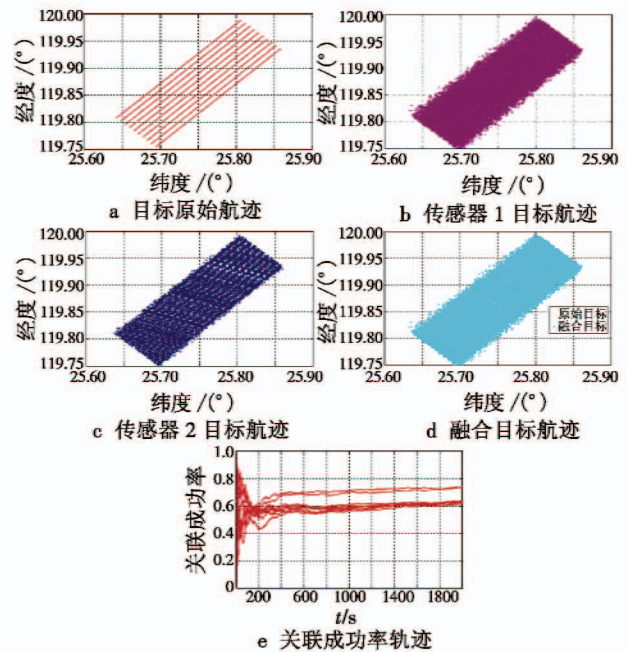 120.00
119.95
119.90
119.85
119.80
119.75
经度/(°)
25.60 25.70 25.80 25.90
纬度/(°)
a 目标原始航迹
120.00
119.95
119.90
119.85
119.80
119.75
经度/(°)
25.60 25.70 25.80 25.90
纬度/(°)
b 传感器1目标航迹
120.00
119.95
119.90
119.85
119.80
119.75
经度/(°)
25.60 25.70 25.80 25.90
纬度/(°)
c 传感器2目标航迹
120.00
119.95
119.90
119.85
119.80
119.75
经度/(°)
原始目标
融合目标
25.60 25.70 25.80 25.90
纬度/(°)
d 融合目标航迹
1.0
0.8
0.6
0.4
0.2
0
关联成功率
200 600 1000 1400 1800
t/s
e 关联成功率轨迹